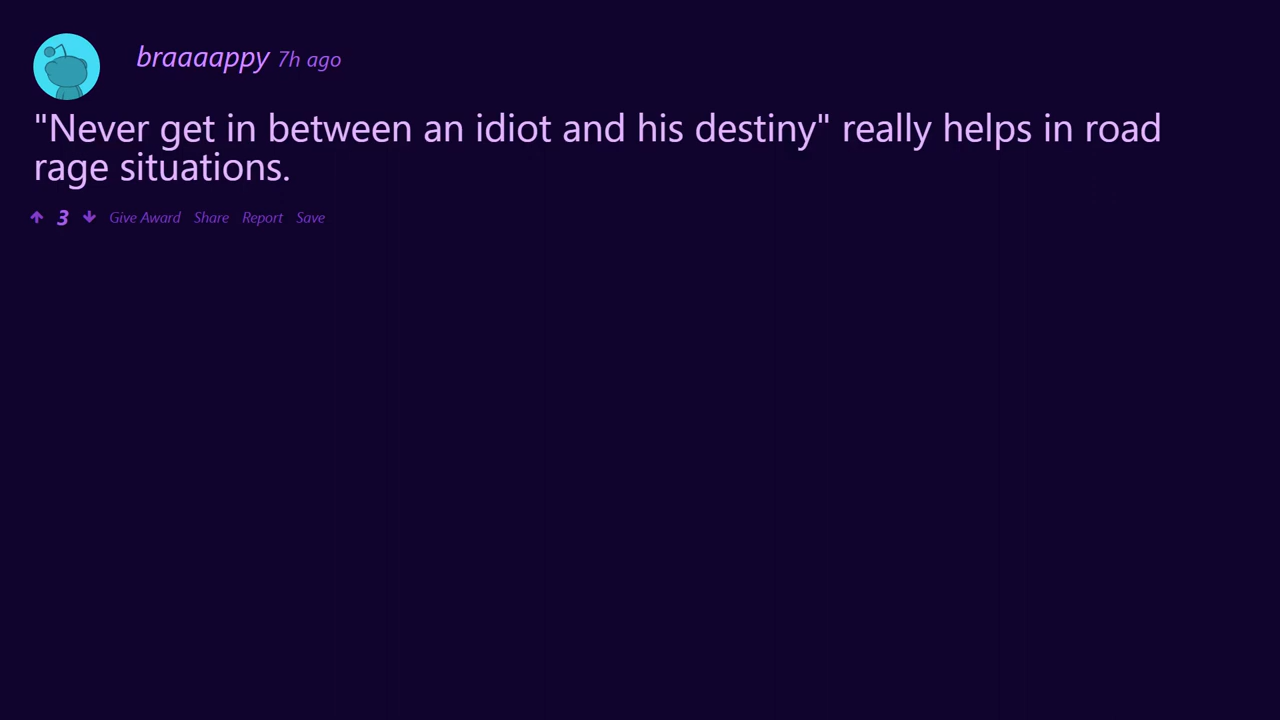 braaaappy 7h ago
"Never get in between an idiot and his destiny" really helps in road
rage situations.
3 Give Award Share Report Save